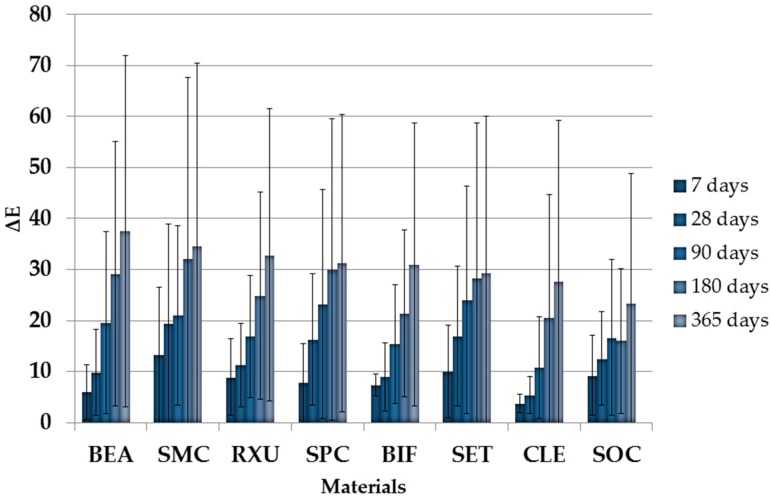 80
70
60
50
40
30
20
10
0
ΔE
BEA SMC RXU SPC BIF SET CLE SOC
Materials
7 days
28 days
90 days
180 days
365 days